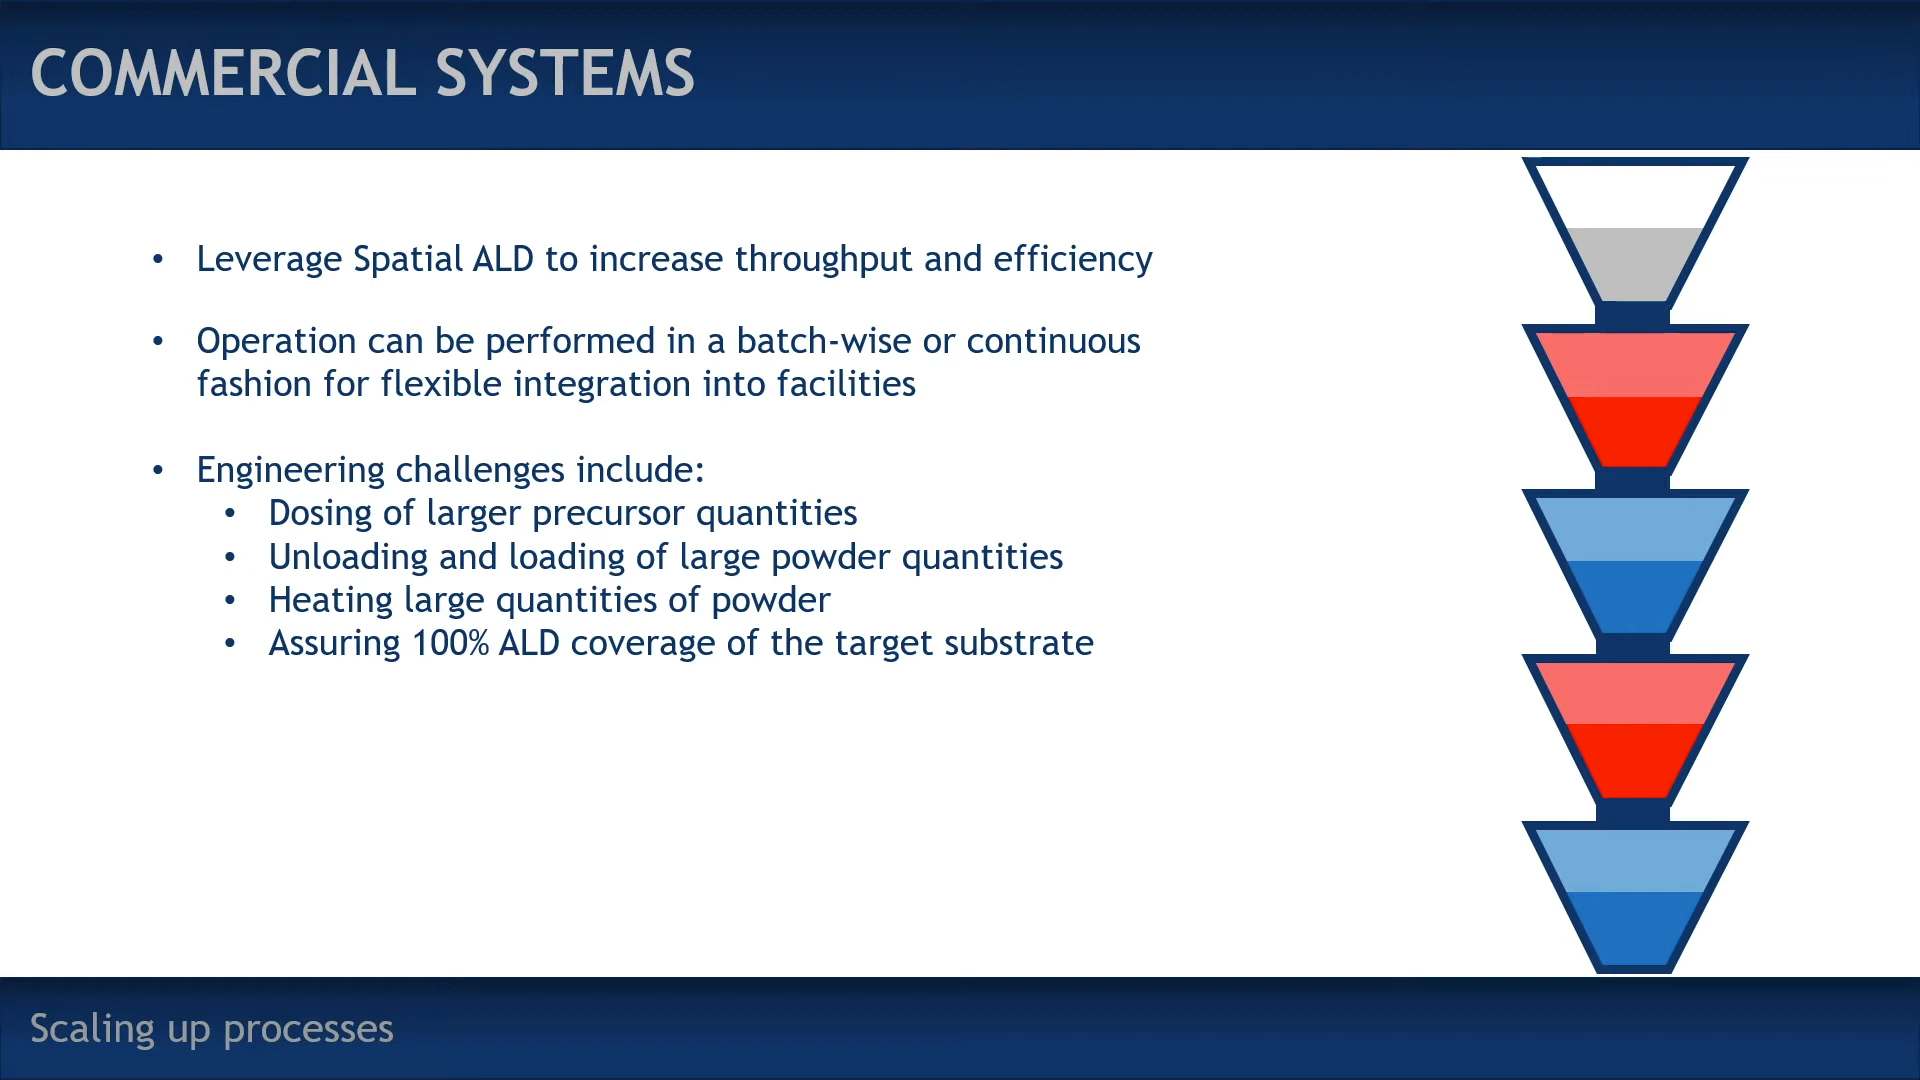 COMMERCIAL SYSTEMS
• Leverage Spatial ALD to increase throughput and efficiency
• Operation can be performed in a batch-wise or continuous
fashion for flexible integration into facilities
• Engineering challenges include:
• Dosing of larger precursor quantities
• Unloading and loading of large powder quantities
• Heating large quantities of powder
• Assuring 100% ALD coverage of the target substrate
Scaling up processes